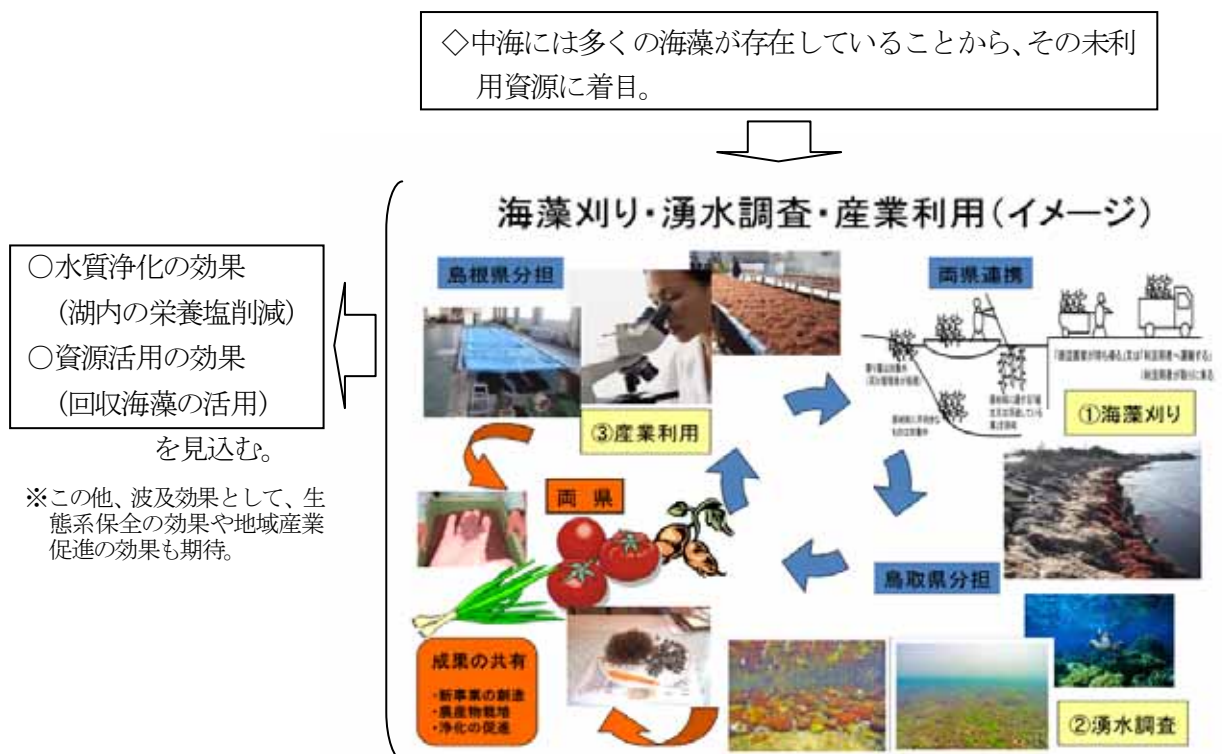 ◇中海には多くの海藻が存在していることから、その未利
用資源に着目。
海藻刈り・湧水調査・産業利用(イメージ)
○水質浄化の効果
(湖内の栄養塩削減)
○資源活用の効果
(回収海藻の活用)
を見込む。
※この他、波及効果として、生
態系保全の効果や地域産業
促進の効果も期待。
島根県分担
両県連携
①海藻刈り
③産業利用
両 県
鳥取県分担
成果の共有
・新事業の創造
・農産物栽培
・浄化の促進
②湧水調査